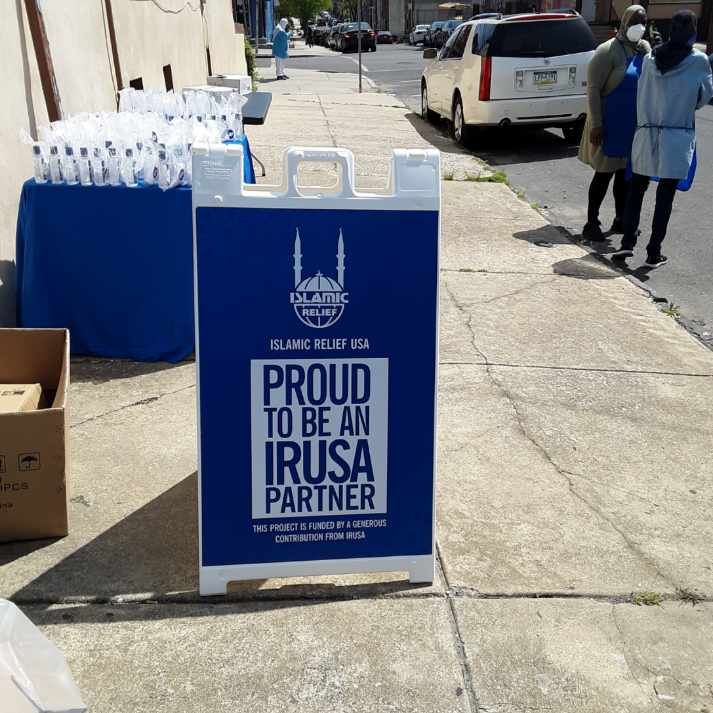 ISLAMIC
RELIEF
ISLAMIC RELIEF USA
PROUD
TO BE AN
IRUSA
PARTNER
THIS PROJECT IS FUNDED BY A GENEROUS
CONTRIBUTION FROM IRUSA
PCS